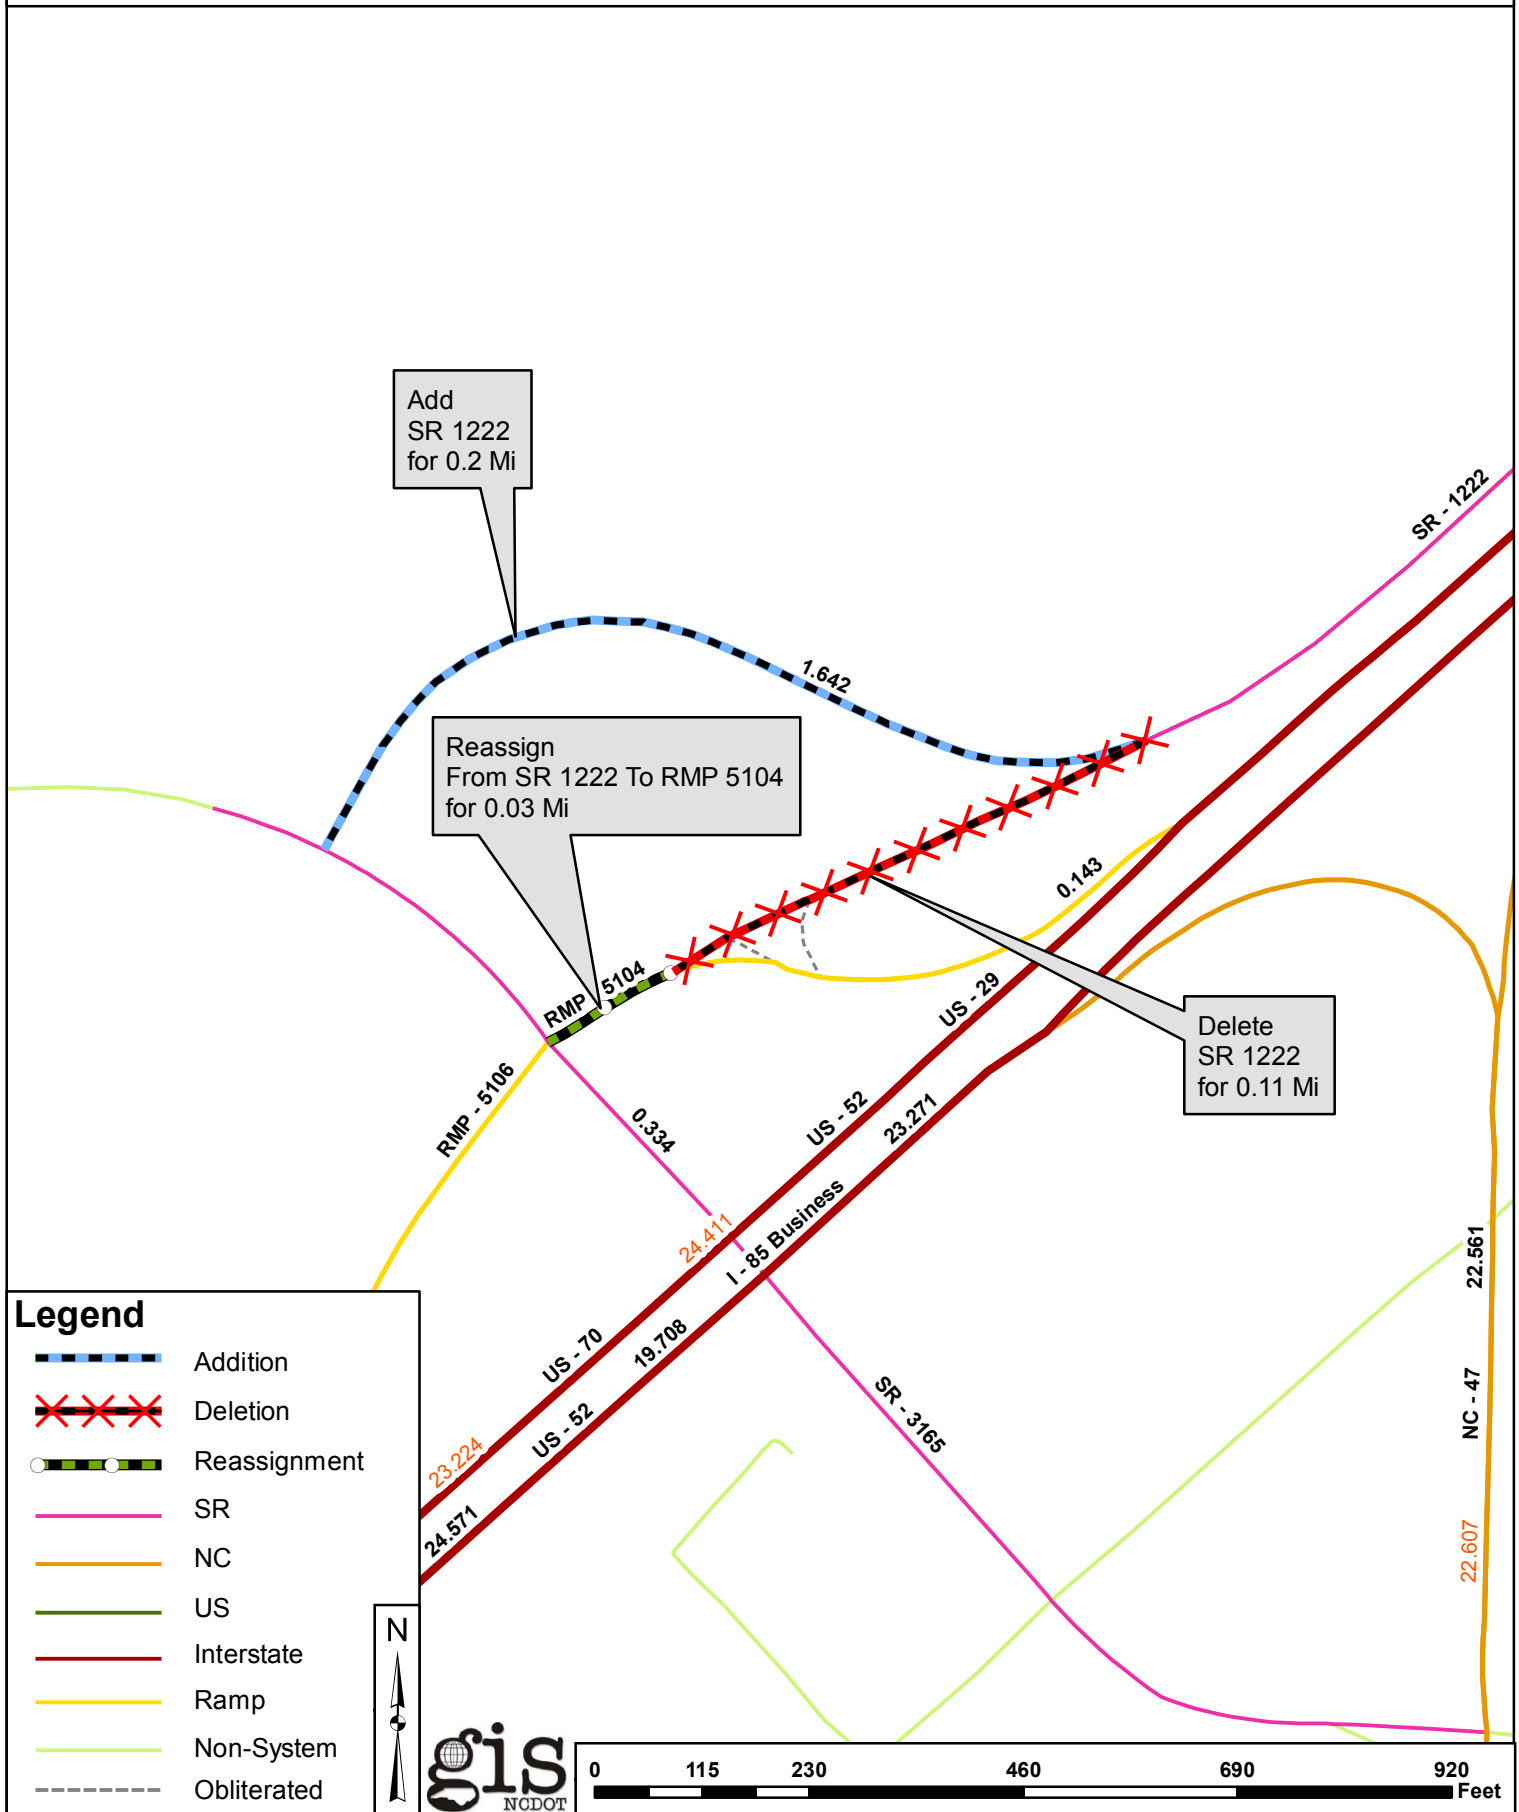 Add
SR 1222
for 0.2 Mi
SR - 1222
1.642
Reassign
From SR 1222 To RMP 5104
for 0.03 Mi
0.143
RMP 5104
US - 29
Delete
SR 1222
for 0.11 Mi
RMP - 5106
0.334
US - 52
23.271
24.411
I - 85 Business
22.561
US - 70
19.708
NC - 47
US - 52
SR - 3165
23.224
24.571
22.607
Legend
Addition
Deletion
Reassignment
SR
NC
US
Interstate
Ramp
Non-System
Obliterated
N
gis
NCDOT
0 115 230 460 690 920
Feet